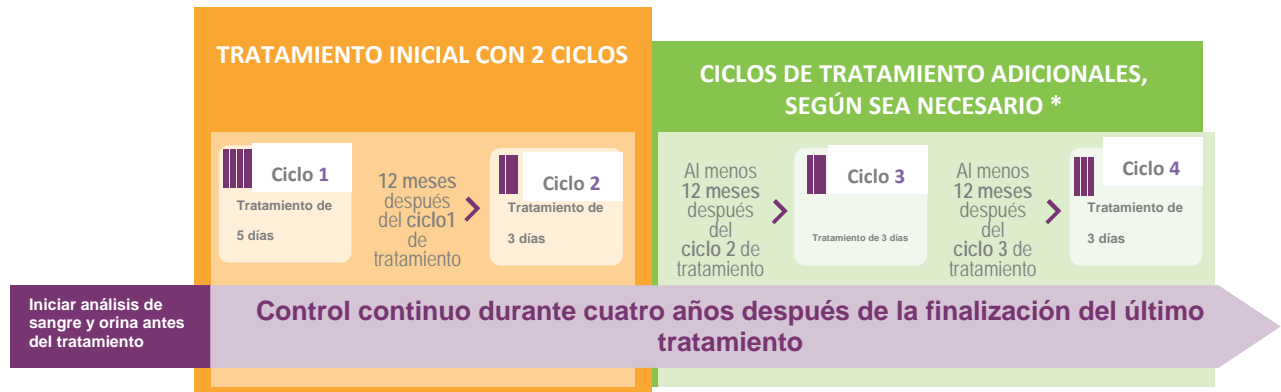 TRATAMIENTO INICIAL CON 2 CICLOS
CICLOS DE TRATAMIENTO ADICIONALES,
SEGÚN SEA NECESARIO *
Ciclo 1
Tratamiento de
5 días
12 meses
después
del ciclo1
de
tratamiento
Ciclo 2
Tratamiento de
3 días
Al menos
12 meses
después
del
ciclo 2 de
tratamiento
Ciclo 3
Tratamiento de 3 días
Al menos
12 meses
después
del
ciclo 3 de
tratamiento
Ciclo 4
Tratamiento de
3 días
Iniciar análisis de
sangre y orina antes
del tratamiento
Control continuo durante cuatro años después de la finalización del último
tratamiento